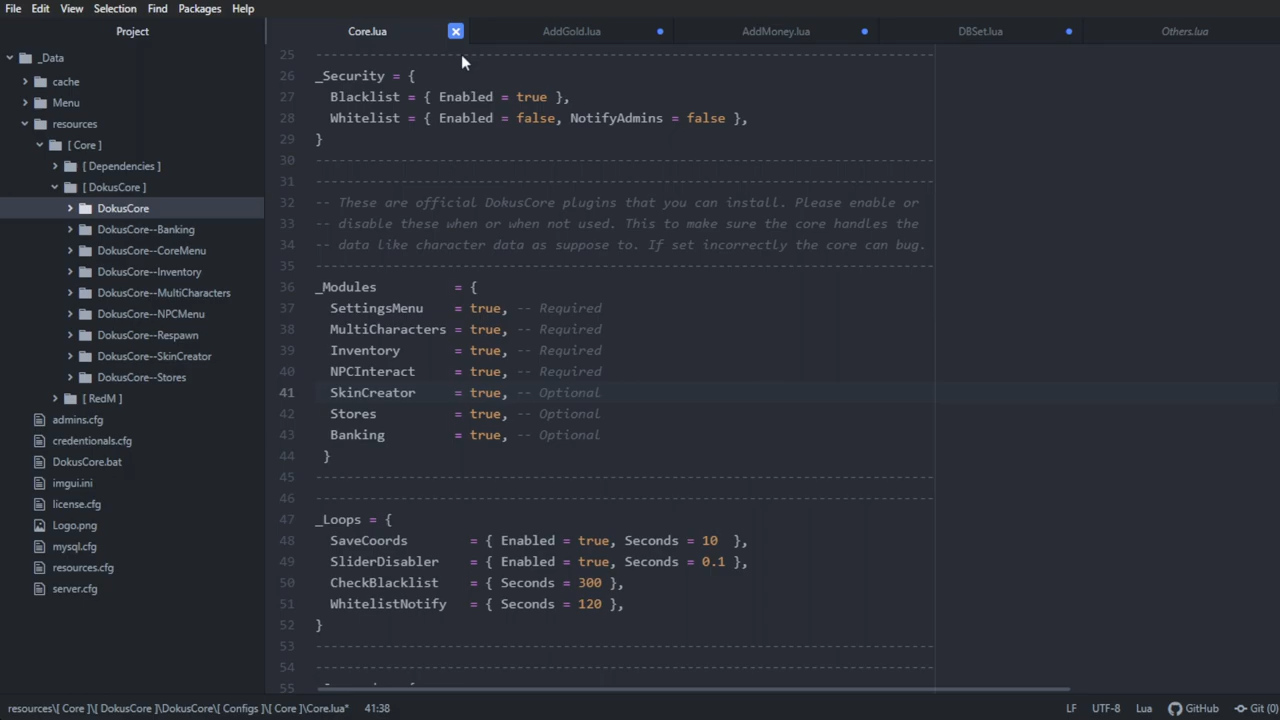 File Edit View Selection Find Packages Help
Project
_Data
cache
Menu
resources
[ Core ]
[ Dependencies ]
[ DokusCore ]
DokusCore
DokusCore--Banking
DokusCore--CoreMenu
DokusCore--Inventory
DokusCore--MultiCharacters
DokusCore--NPCMenu
DokusCore--Respawn
DokusCore--SkinCreator
DokusCore--Stores
[ RedM ]
admins.cfg
credentionals.cfg
DokusCore.bat
imgui.ini
license.cfg
Logo.png
mysql.cfg
resources.cfg
server.cfg
Core.lua AddGold.lua AddMoney.lua DBSet.lua Others.lua
25 --------------------------------------------------------------------------------
26 _Security = {
27 Blacklist = { Enabled = true },
28 Whitelist = { Enabled = false, NotifyAdmins = false },
29 }
30 --------------------------------------------------------------------------------
31 --------------------------------------------------------------------------------
32 -- These are official DokusCore plugins that you can install. Please enable or
33 -- disable these when or when not used. This to make sure the core handles the
34 -- data like character data as suppose to. If set incorrectly the core can bug.
35 --------------------------------------------------------------------------------
36 _Modules = {
37 SettingsMenu = true, -- Required
38 MultiCharacters = true, -- Required
39 Inventory = true, -- Required
40 NPCInteract = true, -- Required
41 SkinCreator = true, -- Optional
42 Stores = true, -- Optional
43 Banking = true, -- Optional
44 }
45 --------------------------------------------------------------------------------
46 --------------------------------------------------------------------------------
47 _Loops = {
48 SaveCoords = { Enabled = true, Seconds = 10 },
49 SliderDisabler = { Enabled = true, Seconds = 0.1 },
50 CheckBlacklist = { Seconds = 300 },
51 WhitelistNotify = { Seconds = 120 },
52 }
53 --------------------------------------------------------------------------------
54 --------------------------------------------------------------------------------
55
resources\[ Core ]\[ DokusCore ]\DokusCore\[ Configs ]\[ Core ]\Core.lua* 41:38 LF UTF-8 Lua GitHub Git (0)